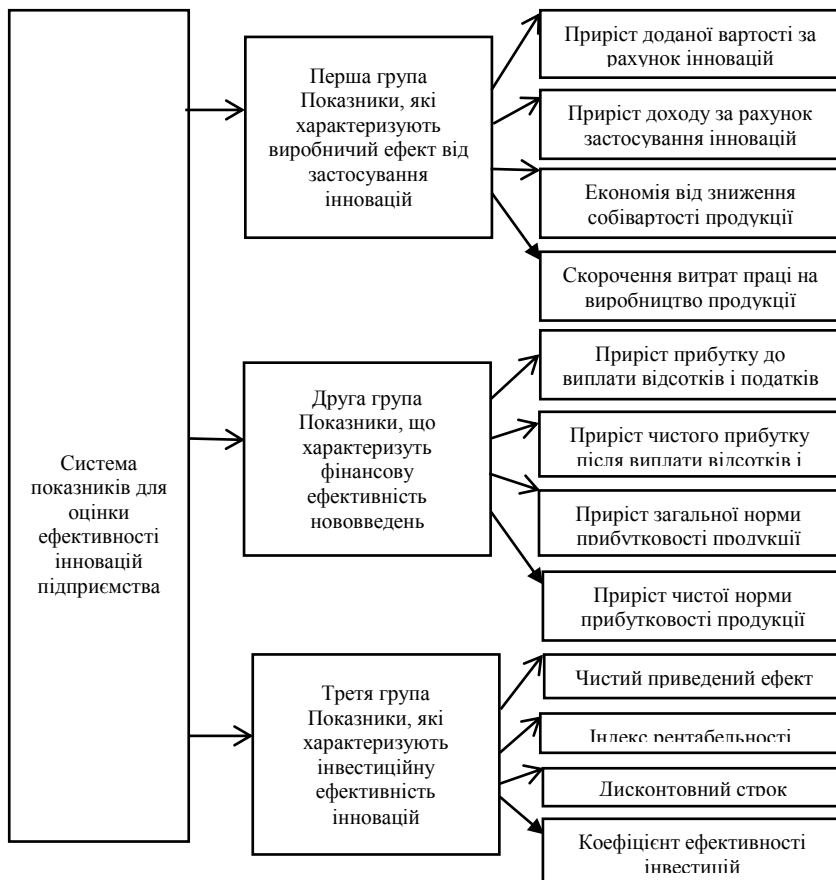 Система
показників для
оцінки
ефективності
інновацій
підприємства
Перша група
Показники, які
характеризують
виробничий ефект від
застосування
інновацій
Приріст доданої вартості за
рахунок інновацій
Приріст доходу за рахунок
застосування інновацій
Економія від зниження
собівартості продукції
Скорочення витрат праці на
виробництво продукції
Друга група
Показники, що
характеризуть
фінансову
ефективність
нововведень
Приріст прибутку до
виплати відсотків і податків
Приріст чистого прибутку
після виплати відсотків і
Приріст загальної норми
прибутковості продукції
Приріст чистої норми
прибутковості продукції
Третя група
Показники, які
характеризують
інвестиційну
ефективність
інновацій
Чистий приведений ефект
Індекс рентабельності
Дисконтовний строк
Коефіцієнт ефективності
інвестицій